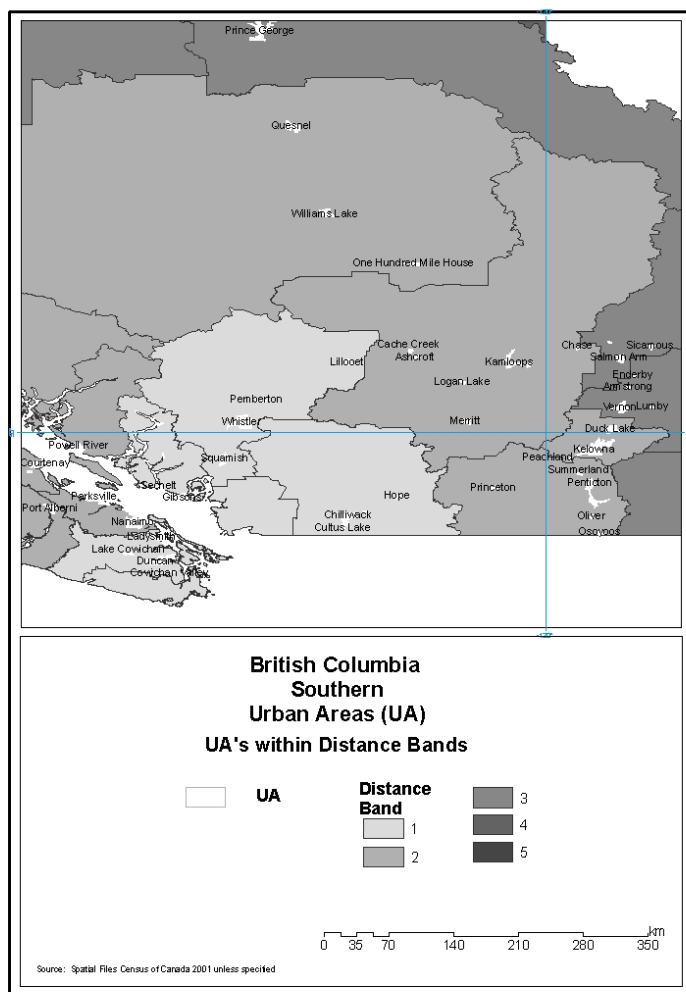 Prince George
Quesnel
Williams Lake
One Hundred Mile House
Cache Creek
Ashcroft
Lillooet
Kamloops
Chase
Salmon Arm
Sicamous
Enderby
Armstrong
Logan Lake
Pemberton
Whistler
Merritt
Vernon
Lumby
Duck Lake
Powell River
Kelowna
Courtenay
Squamish
Peachland
Summerland
Penticton
Sechelt
Gibsons
Parksville
Hope
Princeton
Port Alberni
Nanaimo
Chilliwack
Cultus Lake
Oliver
Osoyoos
Ladysmith
Lake Cowichan
Duncan
Cowichan Valley
British Columbia
Southern
Urban Areas (UA)
UA's within Distance Bands
UA
Distance
Band
1
2
3
4
5
km
0 35 70 140 210 280 350
Source: Spatial Files Census of Canada 2001 unless specified